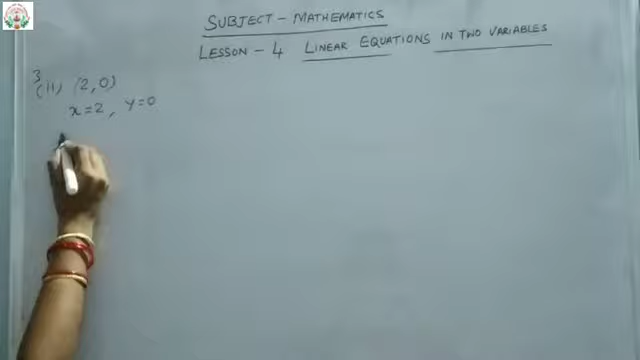 SUBJECT - MATHEMATICS
LESSON - 4 LINEAR EQUATIONS IN TWO VARIABLES
3
(ii) (2,0)
x=2, y=0